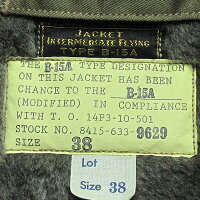 JACKET
INTERMEDIATE FLYING
TYPE B-15A
THE B-15A TYPE DESIGNATION
ON THIS JACKET HAS BEEN
CHANGE TO THE B-15A
(MODIFIED) IN COMPLIANCE
WITH T. O. 14P3-10-501
STOCK NO. 8415-633-9629
SIZE 38
Lot
Size 38